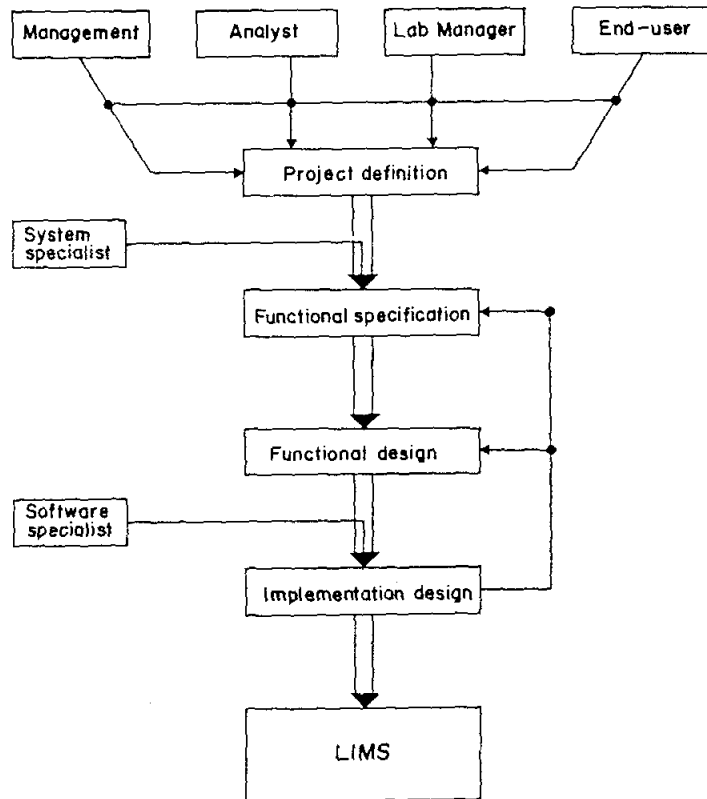 Management
Analyst
Lab Manager
End-user
Project definition
System
specialist
Functional specification
Functional design
Software
specialist
Implementation design
LIMS